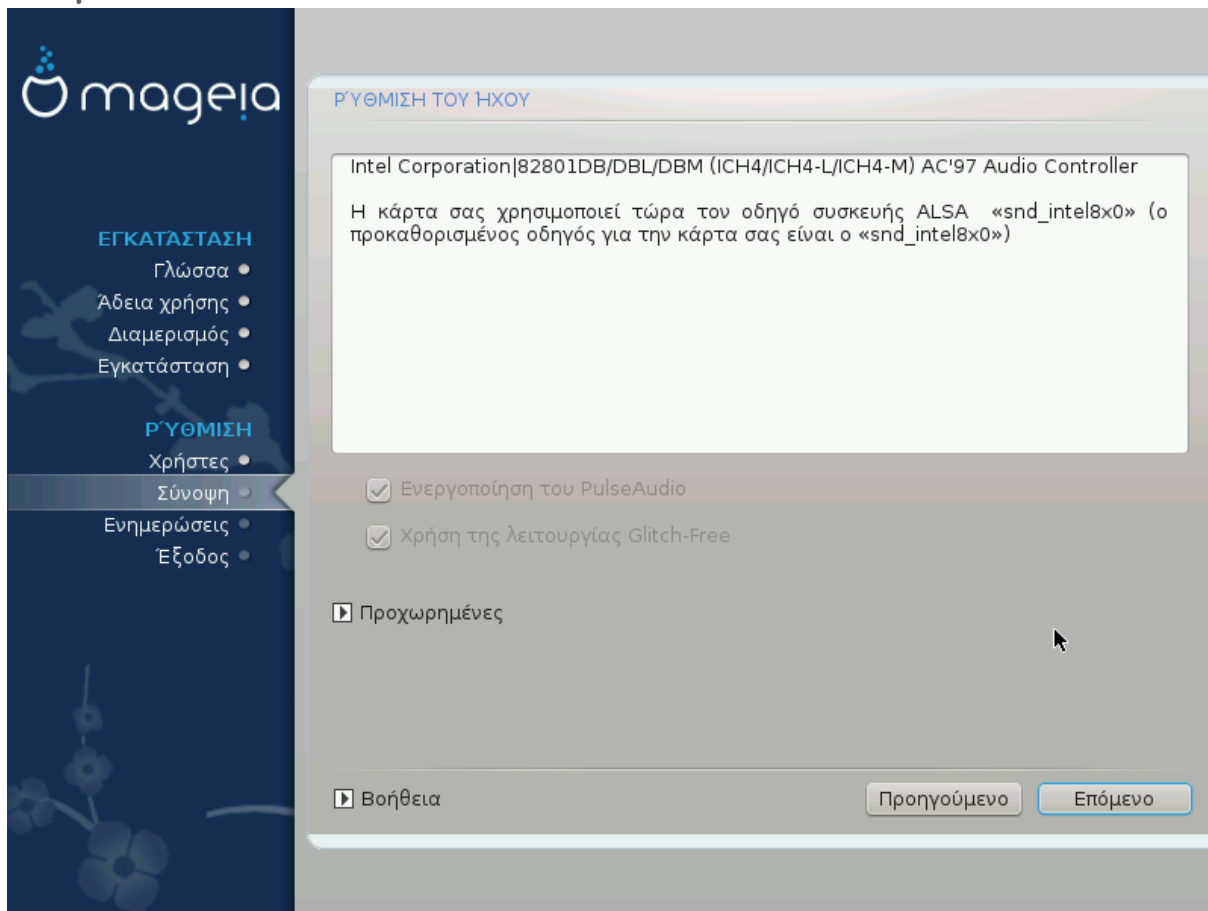 mageia
ΕΓΚΑΤΆΣΤΑΣΗ
Γλώσσα
Άδεια χρήσης
Διαμερισμός
Εγκατάσταση
ΡΎΘΜΙΣΗ
Χρήστες
Σύνοψη
Ενημερώσεις
Έξοδος
ΡΎΘΜΙΣΗ ΤΟΥ ΉΧΟΥ
Intel Corporation|82801DB/DBL/DBM (ICH4/ICH4-L/ICH4-M) AC'97 Audio Controller
Η κάρτα σας χρησιμοποιεί τώρα τον οδηγό συσκευής ALSA «snd_intel8x0» (ο
προκαθορισμένος οδηγός για την κάρτα σας είναι ο «snd_intel8x0»)
Ενεργοποίηση του PulseAudio
Χρήση της λειτουργίας Glitch-Free
Προχωρημένες
Βοήθεια
Προηγούμενο
Επόμενο